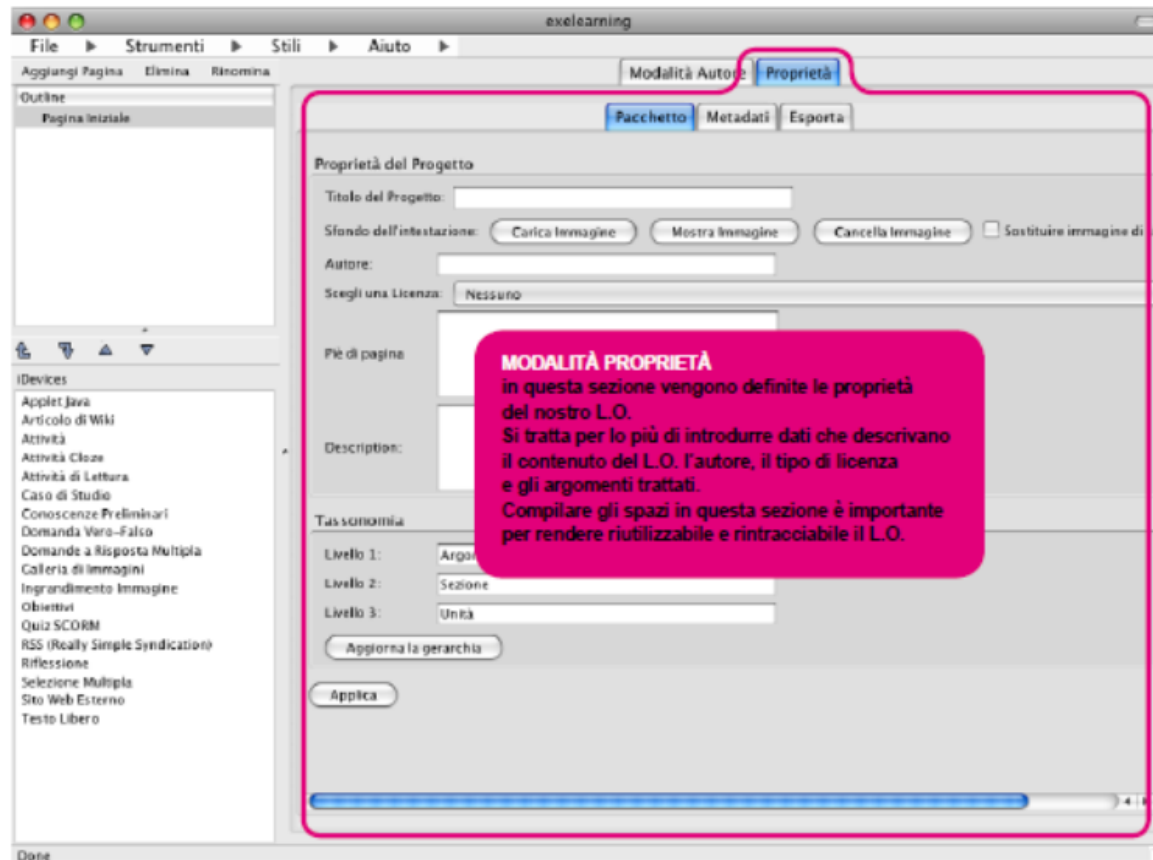 exelearning
File Strumenti Stili Aiuto
Aggiungi Pagina Elimina Rinomina
Modalità Autore Proprietà
Outline
Pagina Iniziale
Pacchetto Metadati Esporta
Proprietà del Progetto
Titolo del Progetto:
Sfondo dell'intestazione: Carica Immagine Mostra Immagine Cancella Immagine Sostituire immagine di
Autore:
Scegli una Licenza: Nessuno
Piè di pagina
Description:
MODALITÀ PROPRIETÀ
in questa sezione vengono definite le proprietà
del nostro L.O.
Si tratta per lo più di introdurre dati che descrivano
il contenuto del L.O. l'autore, il tipo di licenza
e gli argomenti trattati.
Compilare gli spazi in questa sezione è importante
per rendere riutilizzabile e rintracciabile il L.O.
Tassonomia
Livello 1:
Livello 2: Sezione
Livello 3: Unità
Aggiorna la gerarchia
Applica
iDevices
Applet Java
Articolo di Wiki
Attività
Attività Cloze
Attività di Lettura
Caso di Studio
Conoscenze Preliminari
Domanda Vero-Falso
Domande a Risposta Multipla
Calleria di Immagini
Ingrandimento Immagine
Obiettivi
Quiz SCORM
RSS (Really Simple Syndication)
Riflessione
Selezione Multipla
Sito Web Esterno
Testo Libero
Done